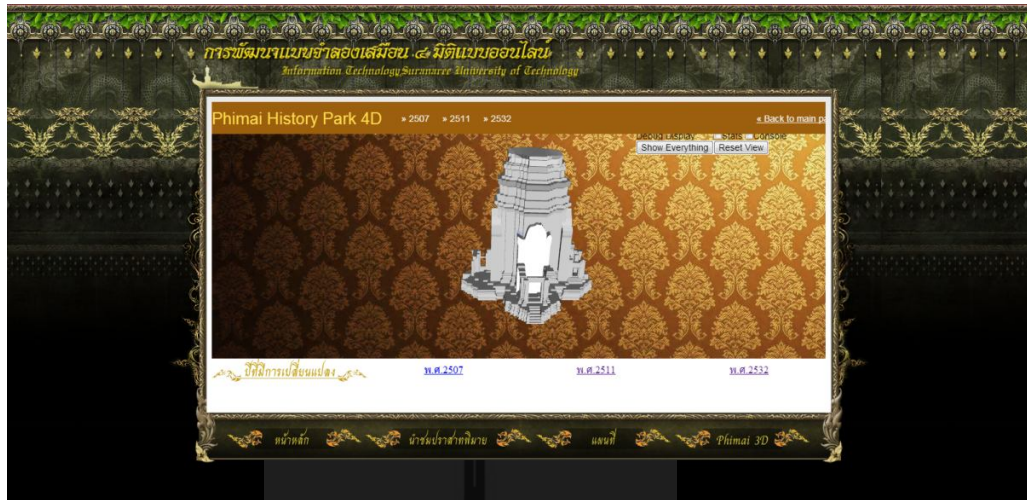 การพัฒนาแบบจำลองเสมือน ๔ มิติแบบออนไลน์
Information Technology,Suranaree University of Technology
Phimai History Park 4D » 2507 » 2511 » 2532 « Back to main pa
Debug Display Stats Console
Show Everything Reset View
ปีที่มีการเปลี่ยนแปลง พ.ศ.2507 พ.ศ.2511 พ.ศ.2532
หน้าหลัก นำชมปราสาทพิมาย แผนที่ Phimai 3D